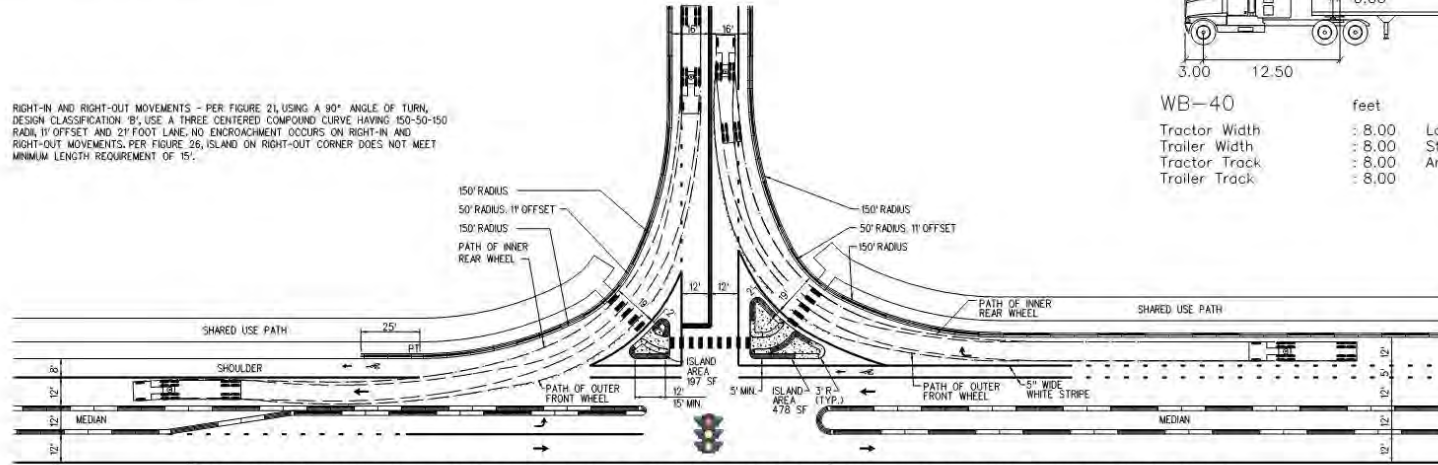 RIGHT-IN AND RIGHT-OUT MOVEMENTS - PER FIGURE 21, USING A 90° ANGLE OF TURN,
DESIGN CLASSIFICATION 'B', USE A THREE CENTERED COMPOUND CURVE HAVING 150-50-150
RADII, 11' OFFSET AND 21' FOOT LANE. NO ENCROACHMENT OCCURS ON RIGHT-IN AND
RIGHT-OUT MOVEMENTS. PER FIGURE 26, ISLAND ON RIGHT-OUT CORNER DOES NOT MEET
MINIMUM LENGTH REQUIREMENT OF 15'.
16' 16'
3.00 12.50
WB-40 feet
Tractor Width : 8.00
Trailer Width : 8.00
Tractor Track : 8.00
Trailer Track : 8.00
150' RADIUS
50' RADIUS, 11' OFFSET
150' RADIUS
PATH OF INNER
REAR WHEEL
150' RADIUS
50' RADIUS, 11' OFFSET
150' RADIUS
12' 12'
19'
2'
2'
19'
PATH OF INNER
REAR WHEEL
SHARED USE PATH
SHARED USE PATH
25'
PT
SHOULDER
8'
12'
12'
12'
PATH OF OUTER
FRONT WHEEL
ISLAND
AREA
197 SF
12'
15' MIN.
5' MIN.
ISLAND
AREA
478 SF
3' R
(TYP.)
PATH OF OUTER
FRONT WHEEL
5" WIDE
WHITE STRIPE
12'
5'
12'
12'
12'
MEDIAN
MEDIAN